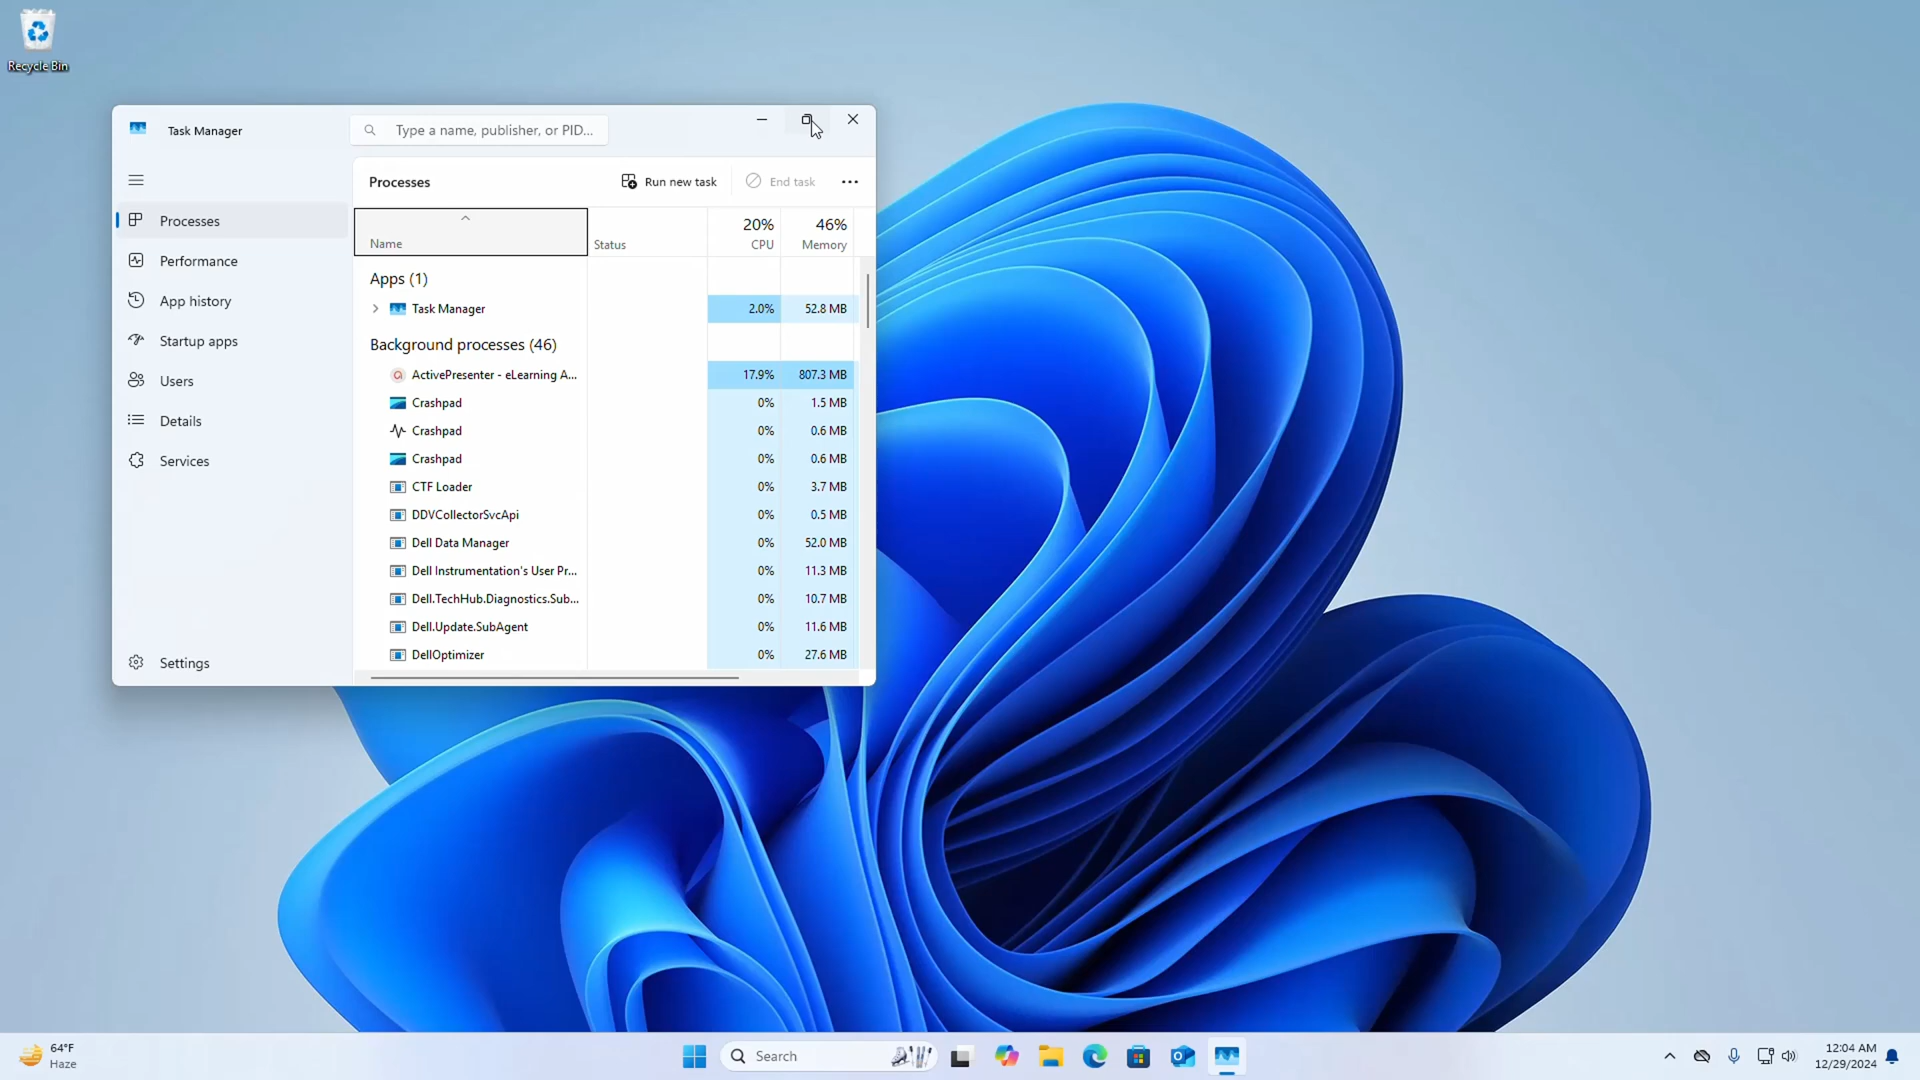 Recycle Bin
Task Manager
Type a name, publisher, or PID...
Processes
Run new task
End task
Processes
Performance
App history
Startup apps
Users
Details
Services
Settings
Name
Status
20%
CPU
46%
Memory
Apps (1)
Task Manager 2.0% 52.8 MB
Background processes (46)
ActivePresenter - eLearning A... 17.9% 807.3 MB
Crashpad 0% 1.5 MB
Crashpad 0% 0.6 MB
Crashpad 0% 0.6 MB
CTF Loader 0% 3.7 MB
DDVCollectorSvcApi 0% 0.5 MB
Dell Data Manager 0% 52.0 MB
Dell Instrumentation's User Pr... 0% 11.3 MB
Dell.TechHub.Diagnostics.Sub... 0% 10.7 MB
Dell.Update.SubAgent 0% 11.6 MB
DellOptimizer 0% 27.6 MB
64°F
Haze
Search
12:04 AM
12/29/2024